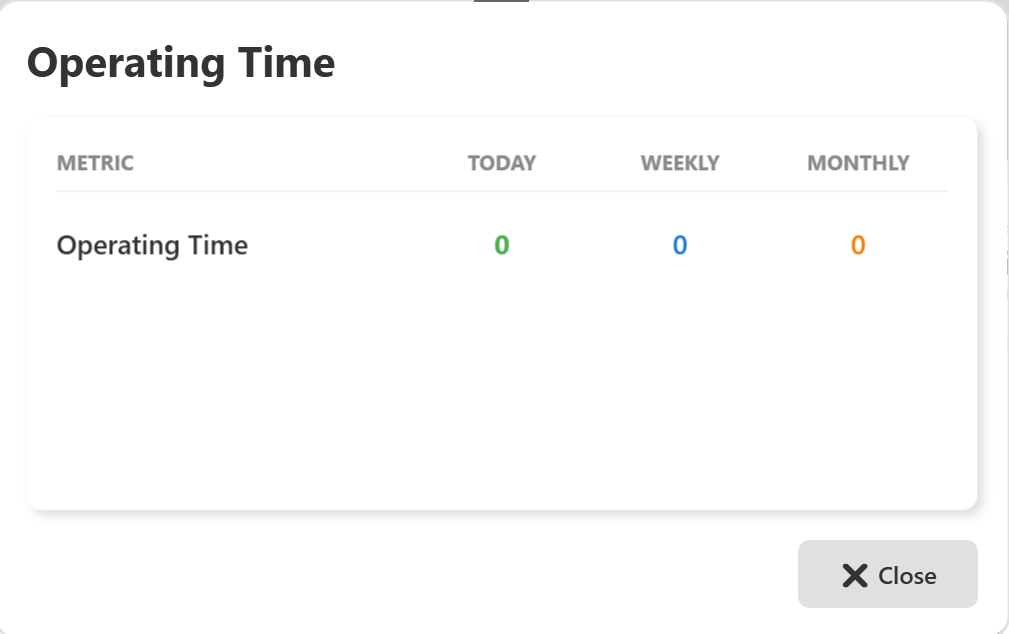 Operating Time
METRIC TODAY WEEKLY MONTHLY
Operating Time 0 0 0
Close